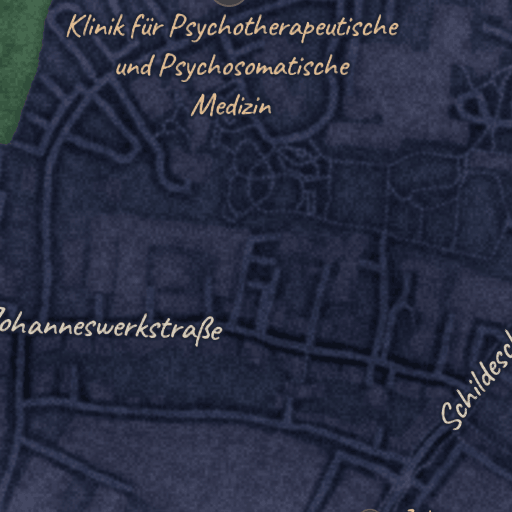 Klinik für Psychotherapeutische
und Psychosomatische
Medizin
Johanneswerkstraße